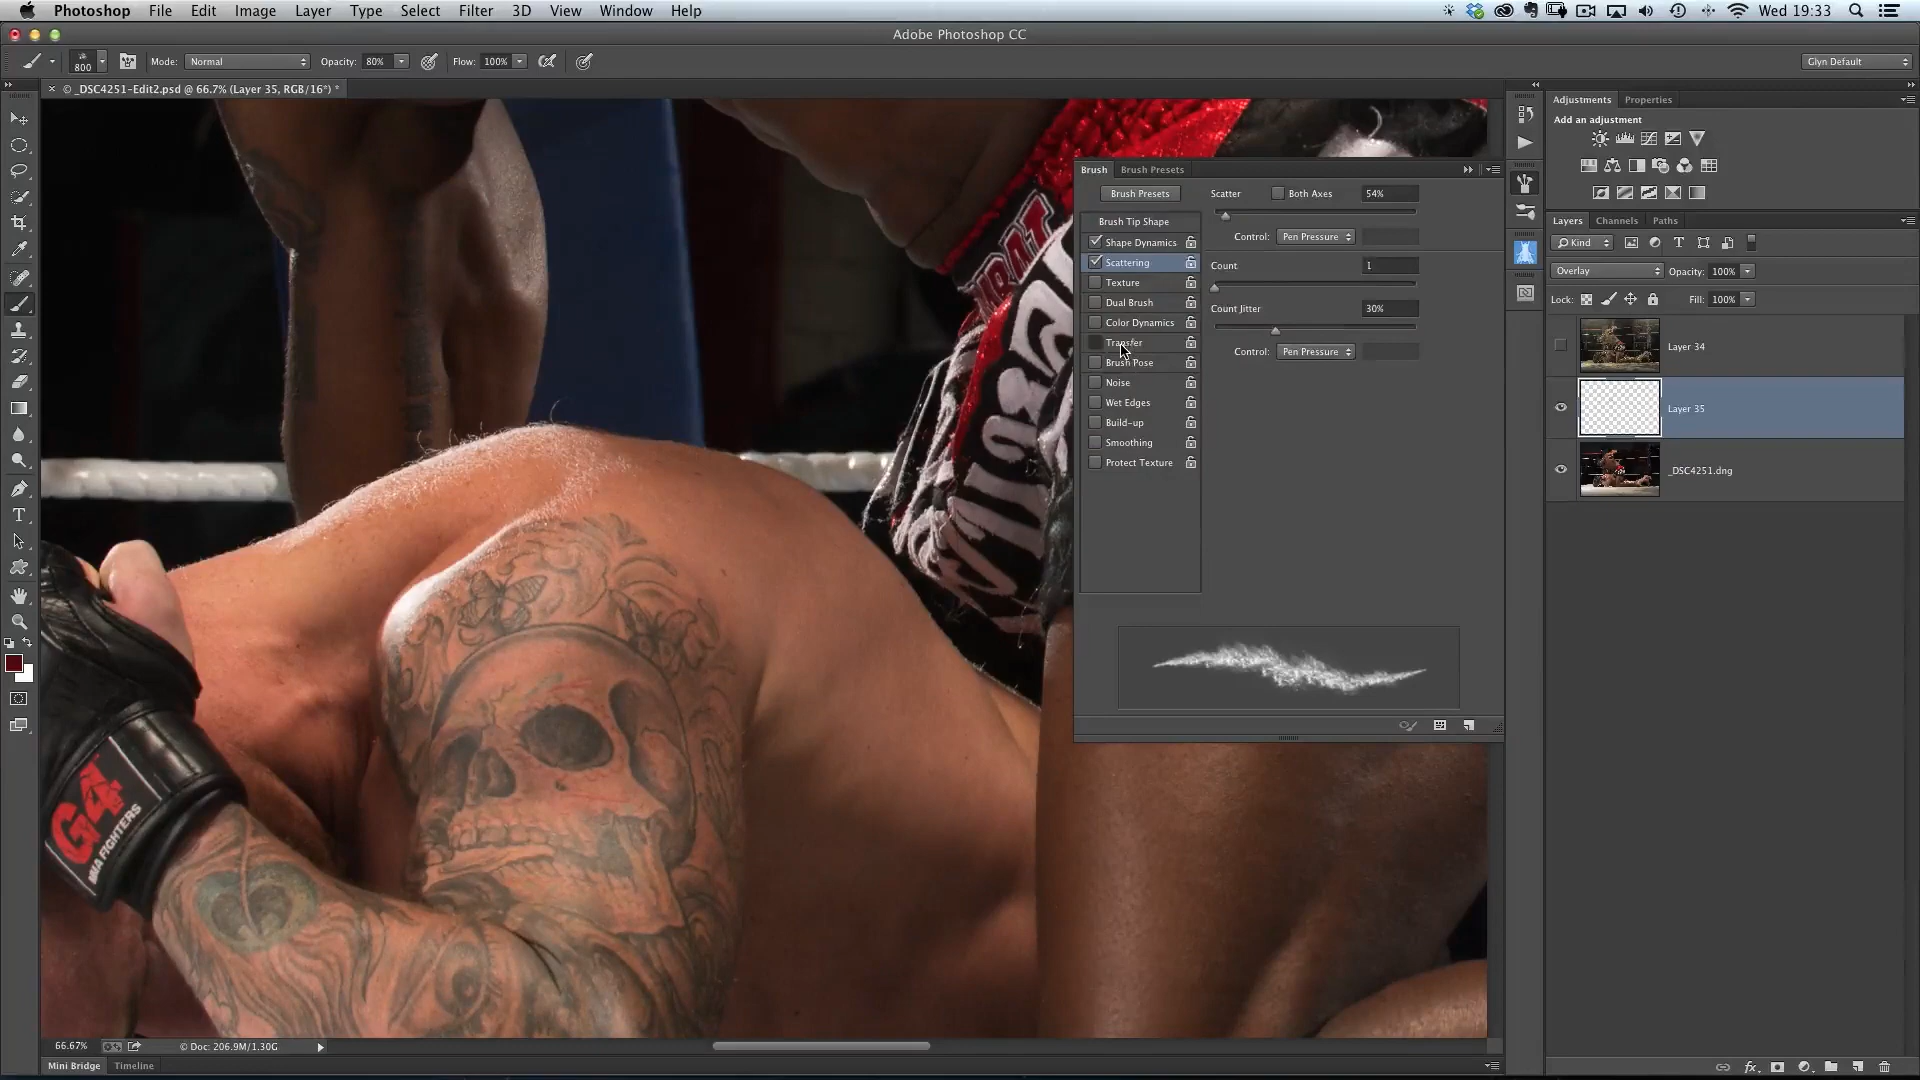 Photoshop File Edit Image Layer Type Select Filter 3D View Window Help Wed 19:33
Adobe Photoshop CC
800 Mode: Normal Opacity: 80% Flow: 100% Glyn Default
× © _DSC4251-Edit2.psd @ 66.7% (Layer 35, RGB/16*) *
Adjustments Properties
Add an adjustment
Brush Brush Presets
Brush Presets Scatter Both Axes 54%
Brush Tip Shape
Control: Pen Pressure
Shape Dynamics
Scattering
Count 1
Texture
Dual Brush
Count Jitter 30%
Color Dynamics
Transfer
Control: Pen Pressure
Brush Pose
Noise
Wet Edges
Build-up
Smoothing
Protect Texture
Layers Channels Paths
Kind
Overlay Opacity: 100%
Lock: Fill: 100%
Layer 34
Layer 35
_DSC4251.dng
G4
MMA FIGHTERS
66.67% © Doc: 206.9M/1.30G
Mini Bridge Timeline